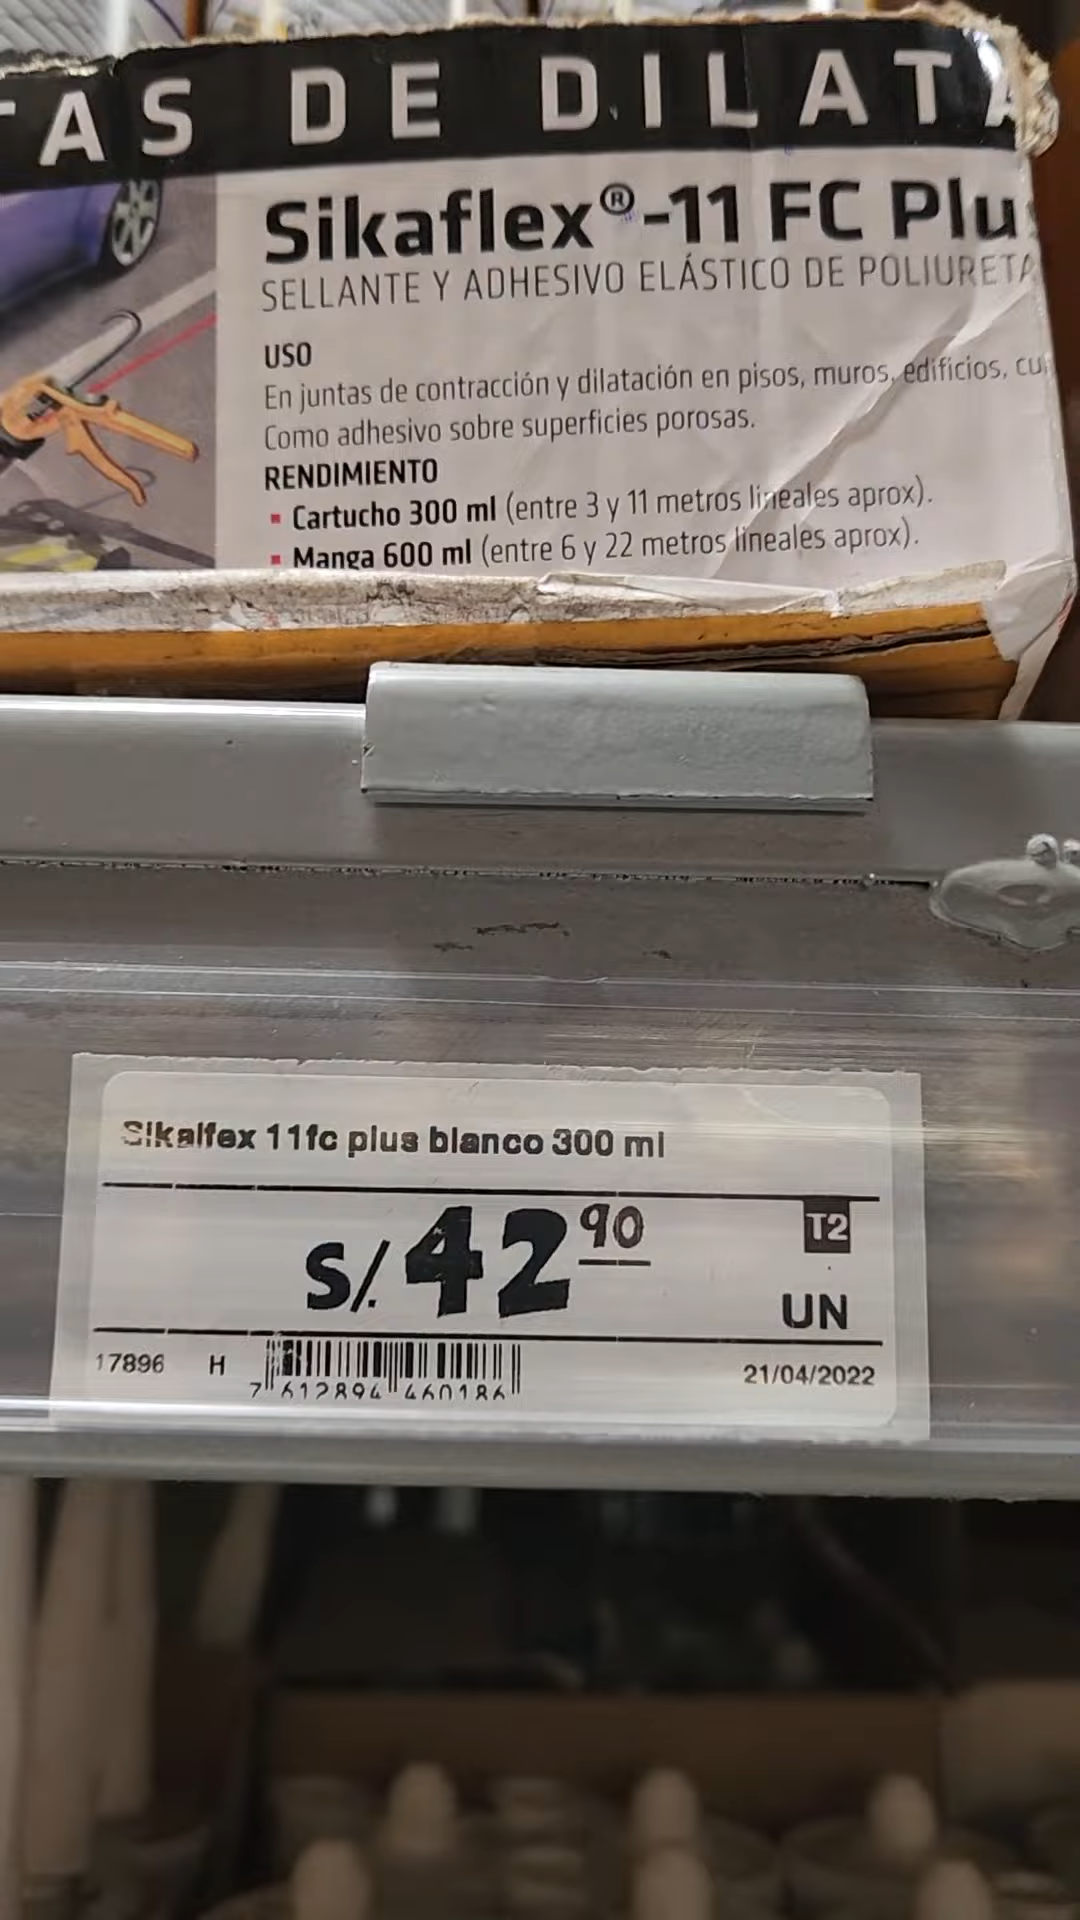 TAS DE DILATA
Sikaflex®-11 FC Plu
SELLANTE Y ADHESIVO ELÁSTICO DE POLIURETA
USO
En juntas de contracción y dilatación en pisos, muros, edificios, cu
Como adhesivo sobre superficies porosas.
RENDIMIENTO
▪ Cartucho 300 ml (entre 3 y 11 metros lineales aprox).
▪ Manga 600 ml (entre 6 y 22 metros lineales aprox).
Sikalfex 11fc plus blanco 300 ml
S/.42 90
T2
UN
17896 H
7 612894 460186
21/04/2022